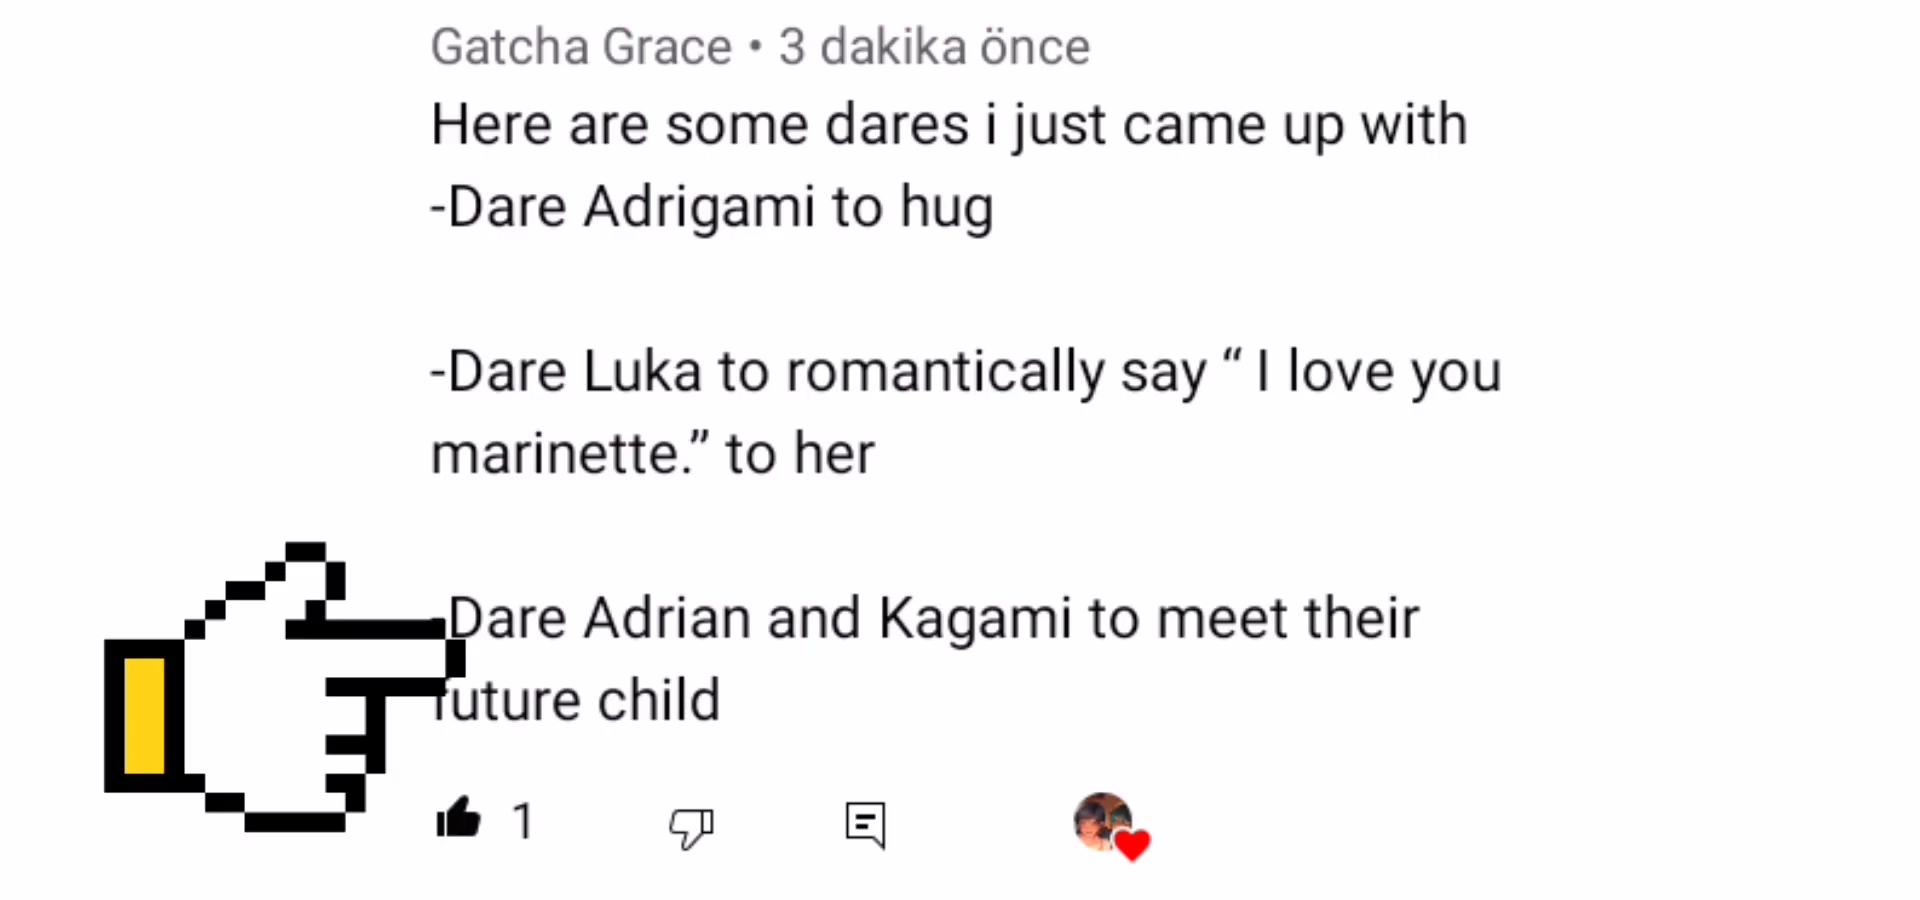 Gatcha Grace • 3 dakika önce
Here are some dares i just came up with
-Dare Adrigami to hug
-Dare Luka to romantically say “ I love you
marinette.” to her
-Dare Adrian and Kagami to meet their
future child
1